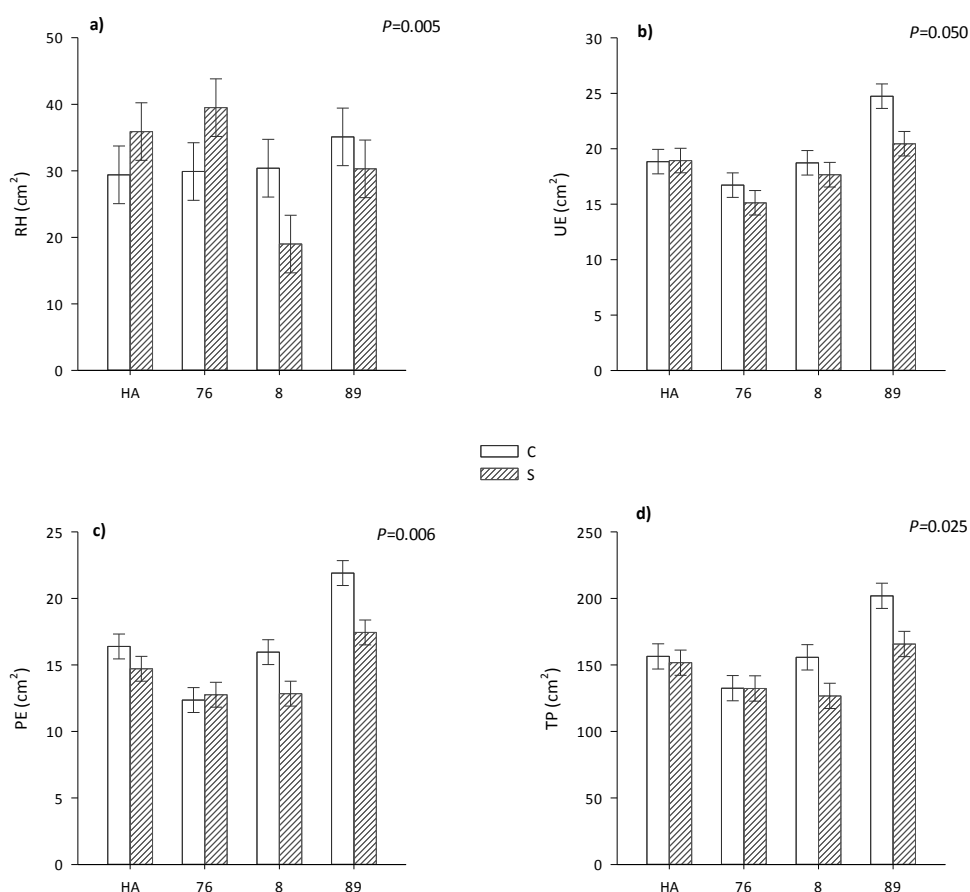 a)
P=0.005
50
40
30
20
10
0
RH (cm²)
HA 76 8 89
b)
P=0.050
30
25
20
15
10
5
0
UE (cm²)
HA 76 8 89
C
S
c)
P=0.006
25
20
15
10
5
0
PE (cm²)
HA 76 8 89
d)
P=0.025
250
200
150
100
50
0
TP (cm²)
HA 76 8 89